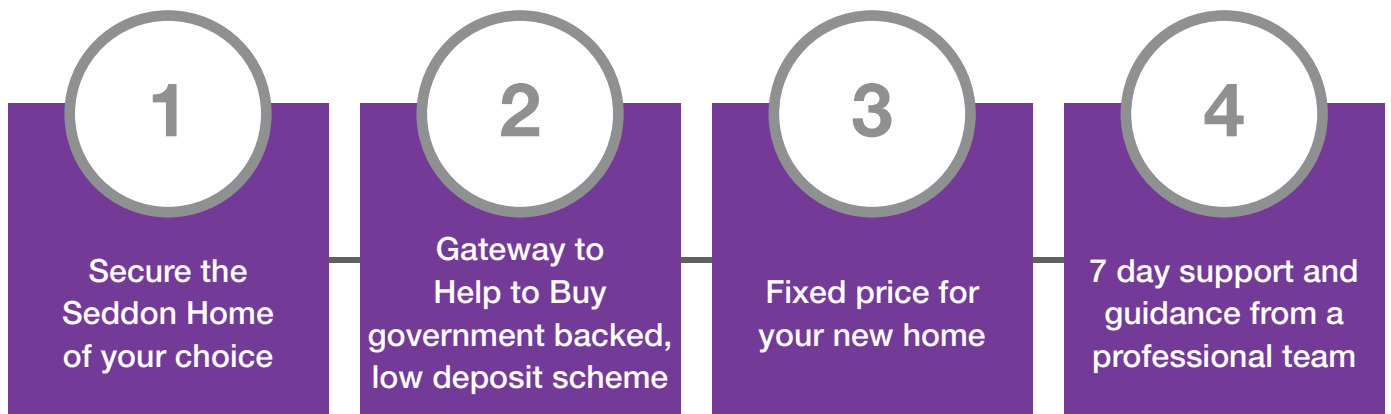 1
Secure the
Seddon Home
of your choice
2
Gateway to
Help to Buy
government backed,
low deposit scheme
3
Fixed price for
your new home
4
7 day support and
guidance from a
professional team